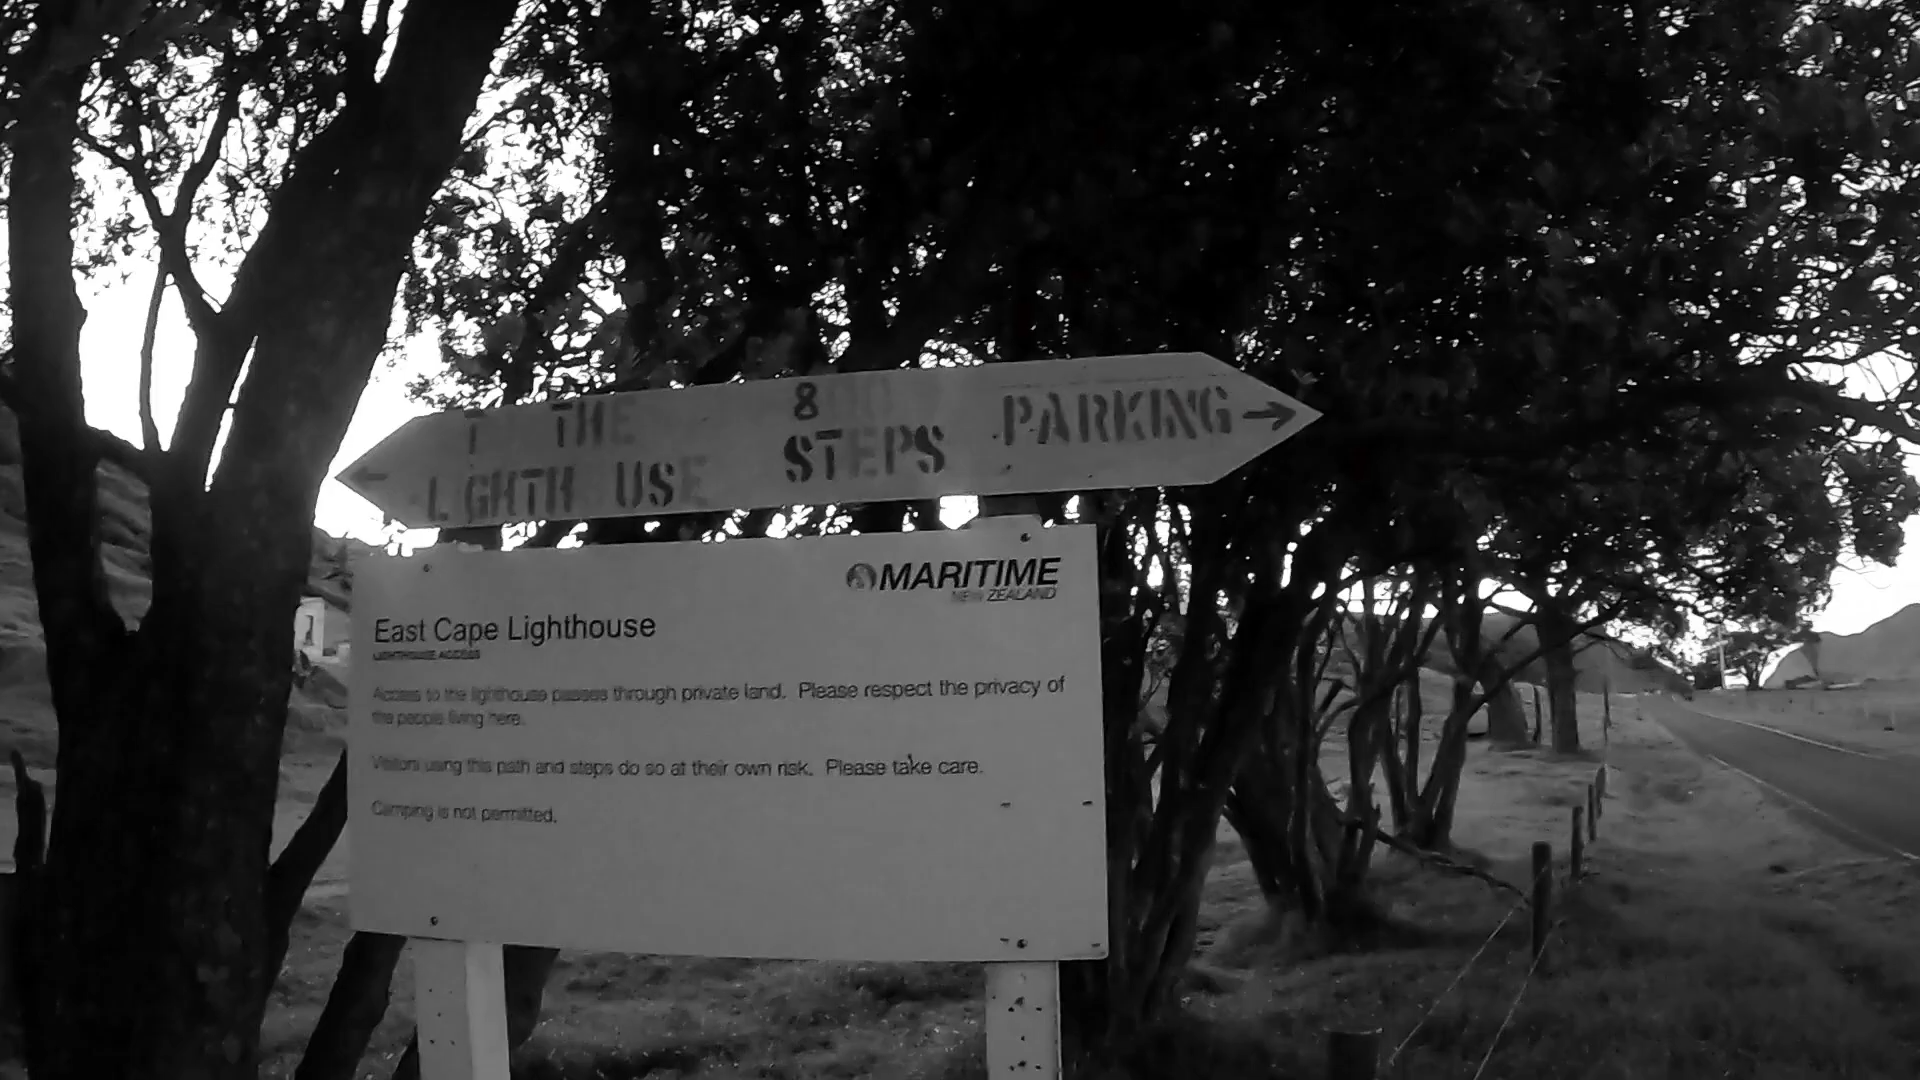 T THE
LIGHTH USE
8
STEPS
PARKING
MARITIME
NEW ZEALAND
East Cape Lighthouse
LIGHTHOUSE ACCESS
Access to the lighthouse passes through private land. Please respect the privacy of
the people living here.
Visitors using this path and steps do so at their own risk. Please take care.
Camping is not permitted.